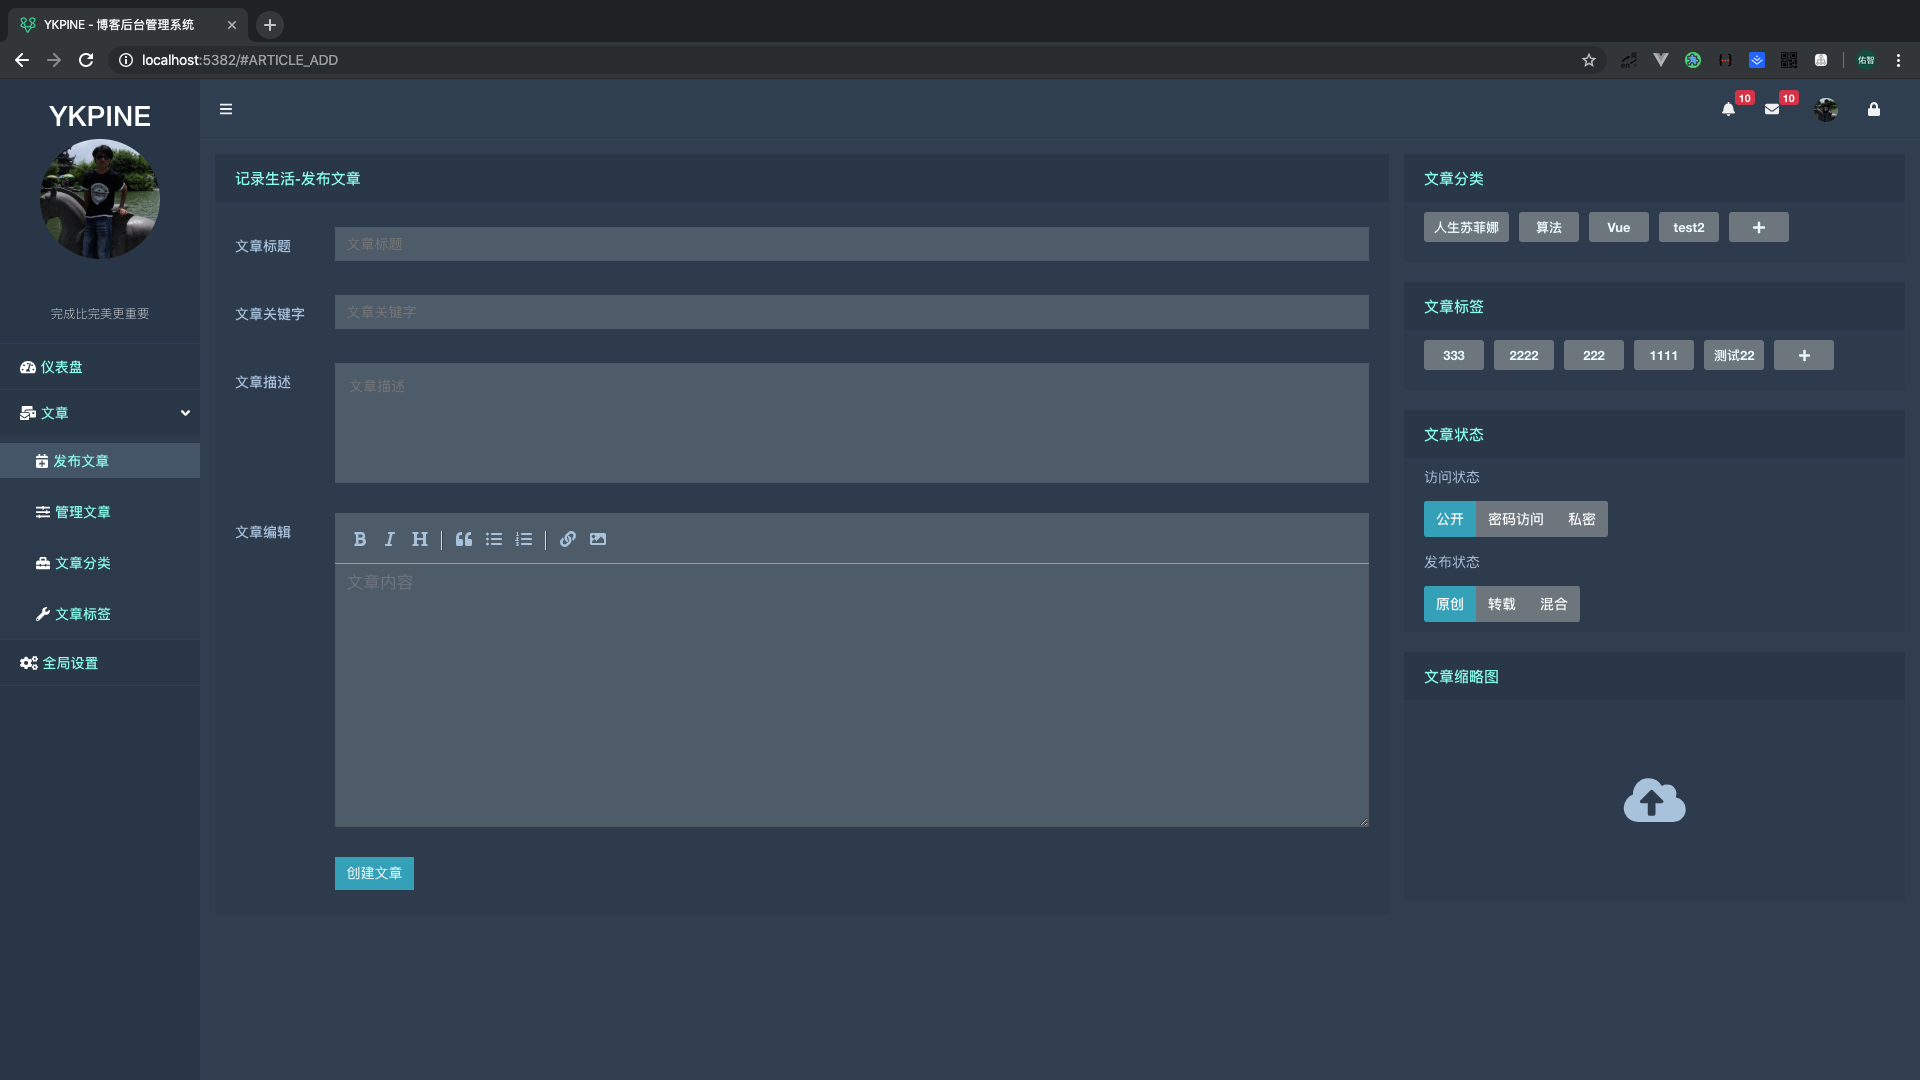 YKPINE - 博客后台管理系统
localhost:5382/#ARTICLE_ADD
佑智
YKPINE
10
10
完成比完美更重要
仪表盘
文章
发布文章
管理文章
文章分类
文章标签
全局设置
记录生活-发布文章
文章标题
文章标题
文章关键字
文章关键字
文章描述
文章描述
文章编辑
B I H
文章内容
创建文章
文章分类
人生苏菲娜 算法 Vue test2
文章标签
333 2222 222 1111 测试22
文章状态
访问状态
公开 密码访问 私密
发布状态
原创 转载 混合
文章缩略图